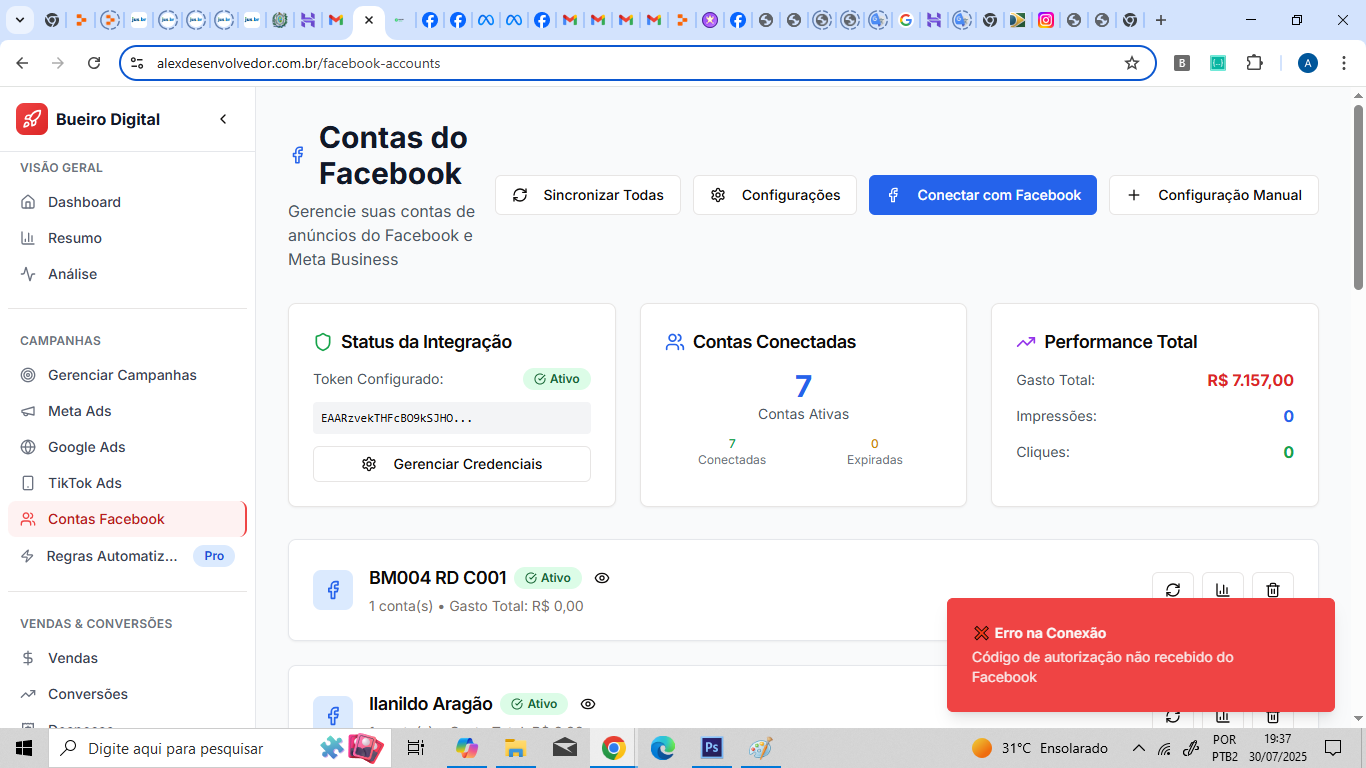 alexdesenvolvedor.com.br/facebook-accounts
B
A
Bueiro Digital
VISÃO GERAL
Dashboard
Resumo
Análise
CAMPANHAS
Gerenciar Campanhas
Meta Ads
Google Ads
TikTok Ads
Contas Facebook
Regras Automatiz... Pro
VENDAS & CONVERSÕES
Vendas
Conversões
Contas do
Facebook
Gerencie suas contas de
anúncios do Facebook e
Meta Business
Sincronizar Todas
Configurações
Conectar com Facebook
Configuração Manual
Status da Integração
Token Configurado: Ativo
EAARzvekTHFcBO9kSJHO...
Gerenciar Credenciais
Contas Conectadas
7
Contas Ativas
7 0
Conectadas Expiradas
Performance Total
Gasto Total: R$ 7.157,00
Impressões: 0
Cliques: 0
BM004 RD C001 Ativo
1 conta(s) • Gasto Total: R$ 0,00
Ilanildo Aragão Ativo
Erro na Conexão
Código de autorização não recebido do
Facebook
Digite aqui para pesquisar
Ps
31°C Ensolarado
POR
PTB2
19:37
30/07/2025